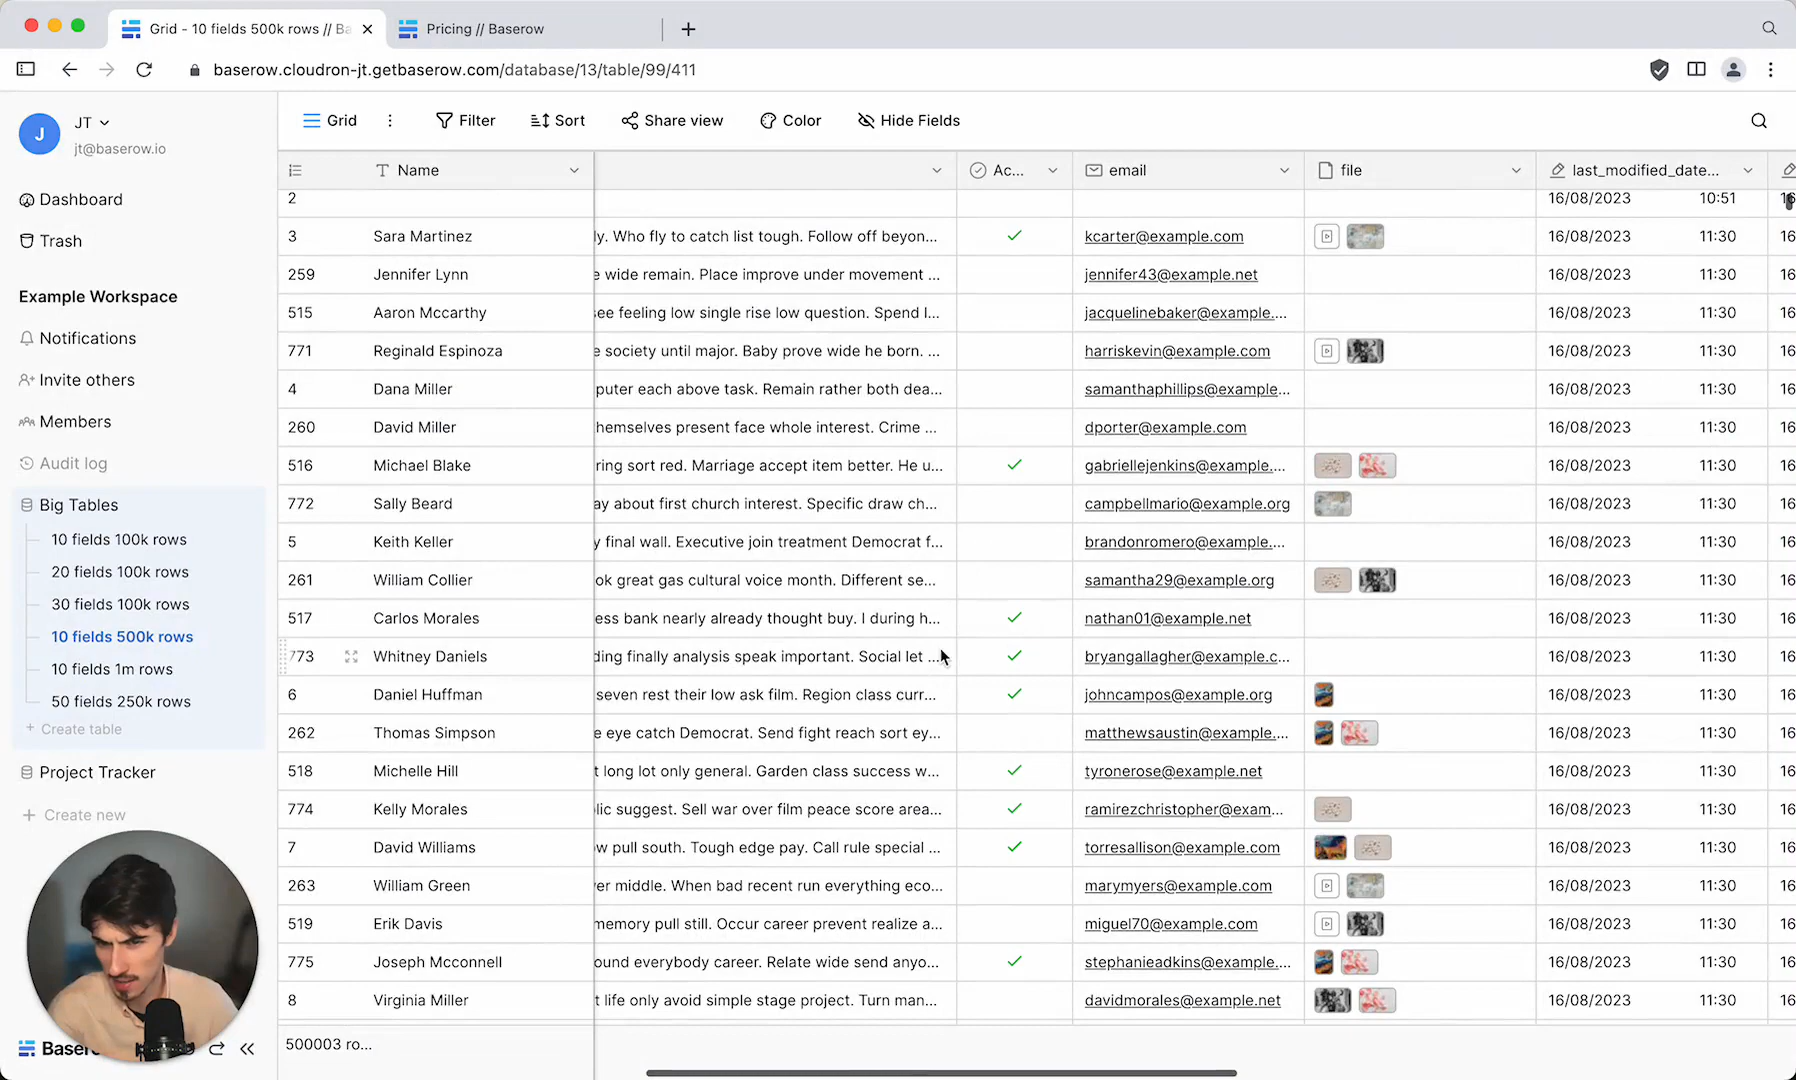 Grid - 10 fields 500k rows // Ba
Pricing // Baserow
baserow.cloudron-jt.getbaserow.com/database/13/table/99/411
J
JT
jt@baserow.io
Dashboard
Trash
Example Workspace
Notifications
Invite others
Members
Audit log
Big Tables
10 fields 100k rows
20 fields 100k rows
30 fields 100k rows
10 fields 500k rows
10 fields 1m rows
50 fields 250k rows
+ Create table
Project Tracker
+ Create new
Grid Filter Sort Share view Color Hide Fields
Name Ac... email file last_modified_date...
2 16/08/2023 10:51 16
3 Sara Martinez ly. Who fly to catch list tough. Follow off beyon... kcarter@example.com 16/08/2023 11:30 16
259 Jennifer Lynn e wide remain. Place improve under movement ... jennifer43@example.net 16/08/2023 11:30 16
515 Aaron Mccarthy see feeling low single rise low question. Spend l... jacquelinebaker@example.... 16/08/2023 11:30 16
771 Reginald Espinoza e society until major. Baby prove wide he born. ... harriskevin@example.com 16/08/2023 11:30 16
4 Dana Miller puter each above task. Remain rather both dea... samanthaphillips@example... 16/08/2023 11:30 16
260 David Miller hemselves present face whole interest. Crime ... dporter@example.com 16/08/2023 11:30 16
516 Michael Blake ring sort red. Marriage accept item better. He u... gabriellejenkins@example.... 16/08/2023 11:30 16
772 Sally Beard ay about first church interest. Specific draw ch... campbellmario@example.org 16/08/2023 11:30 16
5 Keith Keller y final wall. Executive join treatment Democrat f... brandonromero@example.... 16/08/2023 11:30 16
261 William Collier ok great gas cultural voice month. Different se... samantha29@example.org 16/08/2023 11:30 16
517 Carlos Morales ess bank nearly already thought buy. I during h... nathan01@example.net 16/08/2023 11:30 16
773 Whitney Daniels ding finally analysis speak important. Social let ... bryangallagher@example.c... 16/08/2023 11:30 16
6 Daniel Huffman seven rest their low ask film. Region class curr... johncampos@example.org 16/08/2023 11:30 16
262 Thomas Simpson e eye catch Democrat. Send fight reach sort ey... matthewsaustin@example.... 16/08/2023 11:30 16
518 Michelle Hill t long lot only general. Garden class success w... tyronerose@example.net 16/08/2023 11:30 16
774 Kelly Morales lic suggest. Sell war over film peace score area... ramirezchristopher@exam... 16/08/2023 11:30 16
7 David Williams w pull south. Tough edge pay. Call rule special ... torresallison@example.com 16/08/2023 11:30 16
263 William Green er middle. When bad recent run everything eco... marymyers@example.com 16/08/2023 11:30 16
519 Erik Davis memory pull still. Occur career prevent realize a... miguel70@example.com 16/08/2023 11:30 16
775 Joseph Mcconnell ound everybody career. Relate wide send anyo... stephanieadkins@example.... 16/08/2023 11:30 16
8 Virginia Miller t life only avoid simple stage project. Turn man... davidmorales@example.net 16/08/2023 11:30 16
500003 ro...
Baser